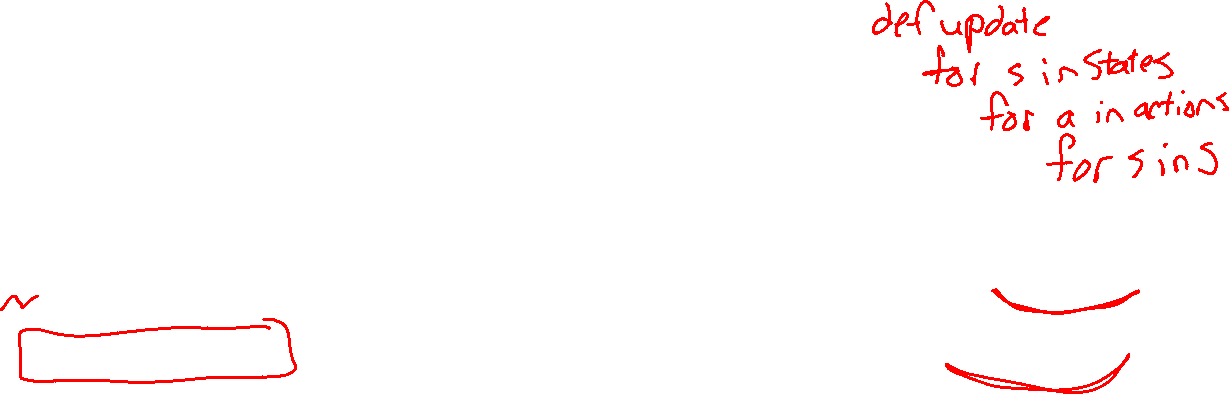 def update
for s in states
for a in actions
for s in S